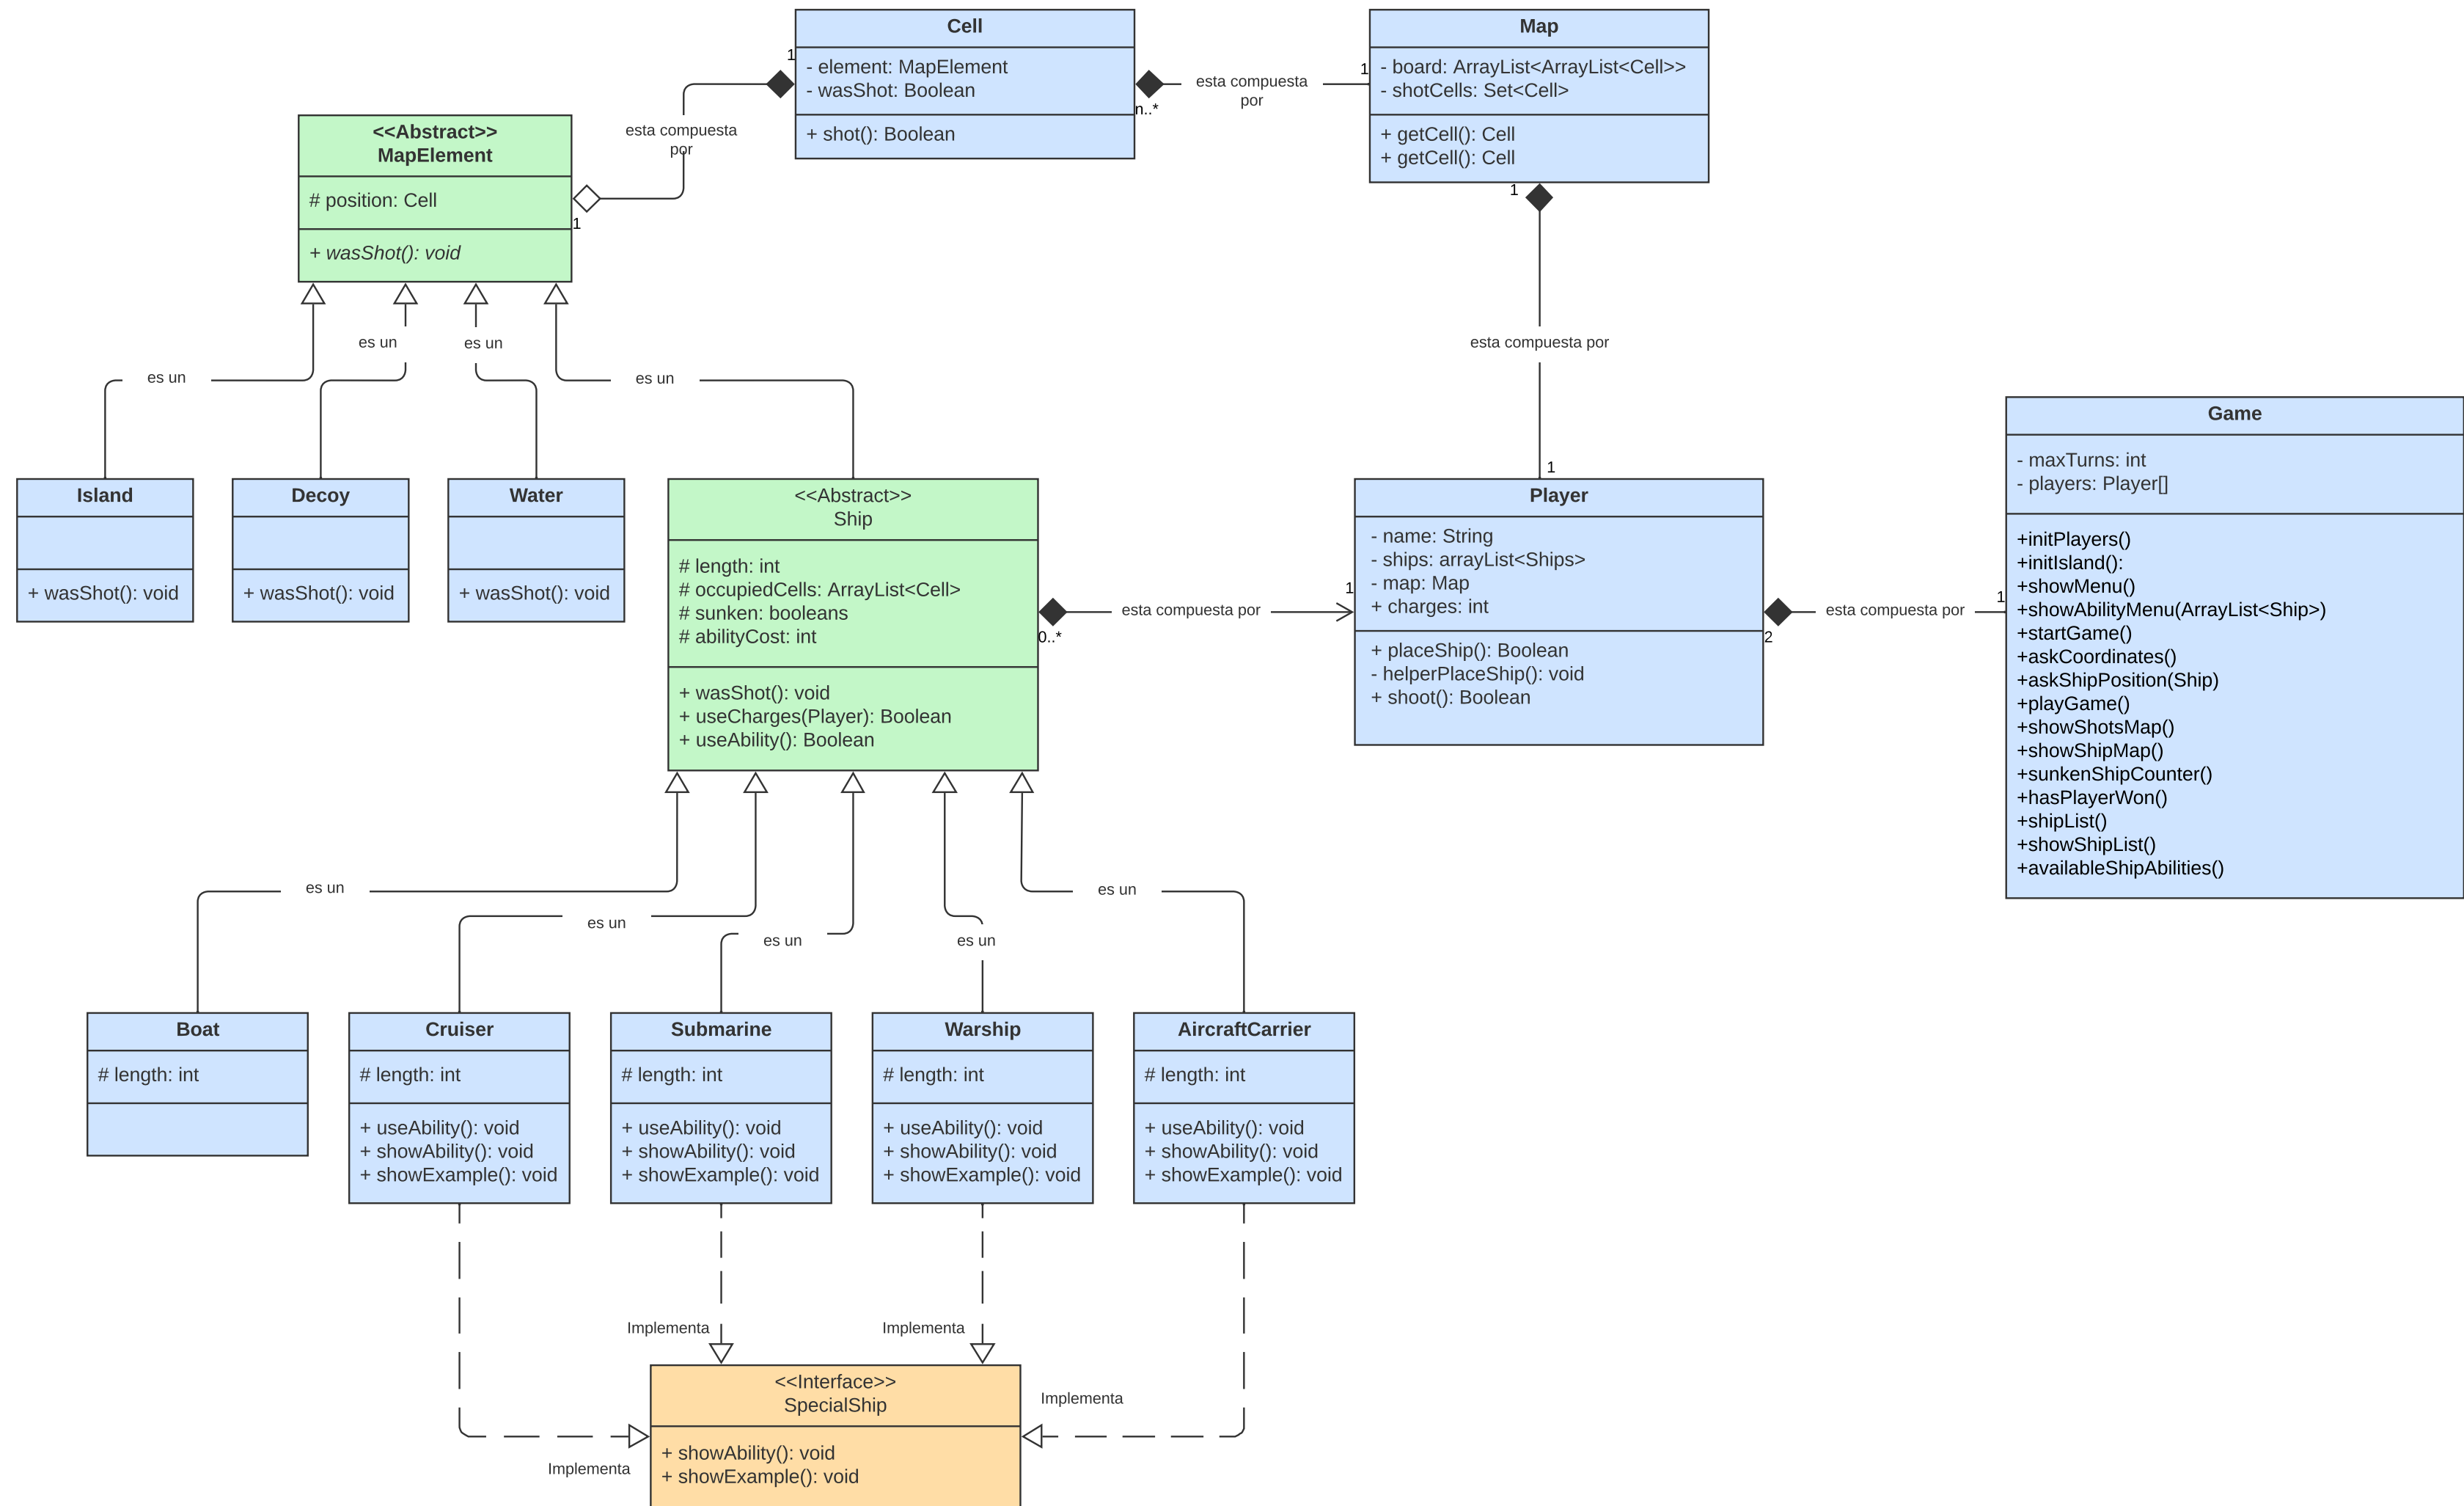 Cell
- element: MapElement
- wasShot: Boolean
+ shot(): Boolean
1
n..*
esta compuesta
por
1
Map
- board: ArrayList<ArrayList<Cell>>
- shotCells: Set<Cell>
+ getCell(): Cell
+ getCell(): Cell
1
esta compuesta
por
1
<<Abstract>>
MapElement
# position: Cell
+ wasShot(): void
esta compuesta por
1
es un
es un
es un
es un
Island
+ wasShot(): void
Decoy
+ wasShot(): void
Water
+ wasShot(): void
<<Abstract>>
Ship
# length: int
# occupiedCells: ArrayList<Cell>
# sunken: booleans
# abilityCost: int
+ wasShot(): void
+ useCharges(Player): Boolean
+ useAbility(): Boolean
0..*
esta compuesta por
1
Player
- name: String
- ships: arrayList<Ships>
- map: Map
+ charges: int
+ placeShip(): Boolean
- helperPlaceShip(): void
+ shoot(): Boolean
2
esta compuesta por
1
Game
- maxTurns: int
- players: Player[]
+initPlayers()
+initIsland():
+showMenu()
+showAbilityMenu(ArrayList<Ship>)
+startGame()
+askCoordinates()
+askShipPosition(Ship)
+playGame()
+showShotsMap()
+showShipMap()
+sunkenShipCounter()
+hasPlayerWon()
+shipList()
+showShipList()
+availableShipAbilities()
es un
es un
es un
es un
es un
Boat
# length: int
Cruiser
# length: int
+ useAbility(): void
+ showAbility(): void
+ showExample(): void
Submarine
# length: int
+ useAbility(): void
+ showAbility(): void
+ showExample(): void
Warship
# length: int
+ useAbility(): void
+ showAbility(): void
+ showExample(): void
AircraftCarrier
# length: int
+ useAbility(): void
+ showAbility(): void
+ showExample(): void
Implementa
Implementa
Implementa
Implementa
<<Interface>>
SpecialShip
+ showAbility(): void
+ showExample(): void